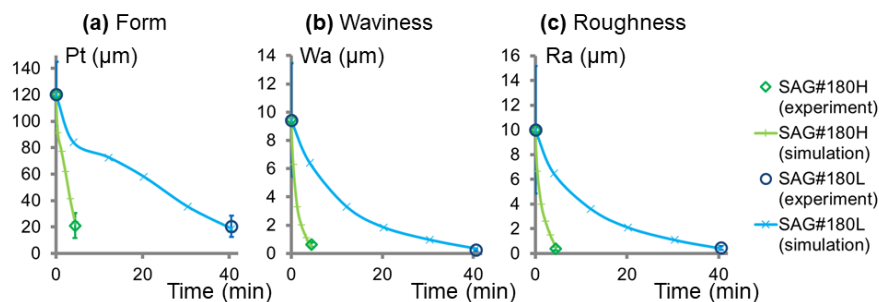 (a) Form
(b) Waviness
(c) Roughness
Pt (µm)
140
120
100
80
60
40
20
0
0
20
40
Time (min)
Wa (µm)
14
12
10
8
6
4
2
0
0
20
40
Time (min)
Ra (µm)
16
14
12
10
8
6
4
2
0
0
20
40
Time (min)
SAG#180H
(experiment)
SAG#180H
(simulation)
SAG#180L
(experiment)
SAG#180L
(simulation)